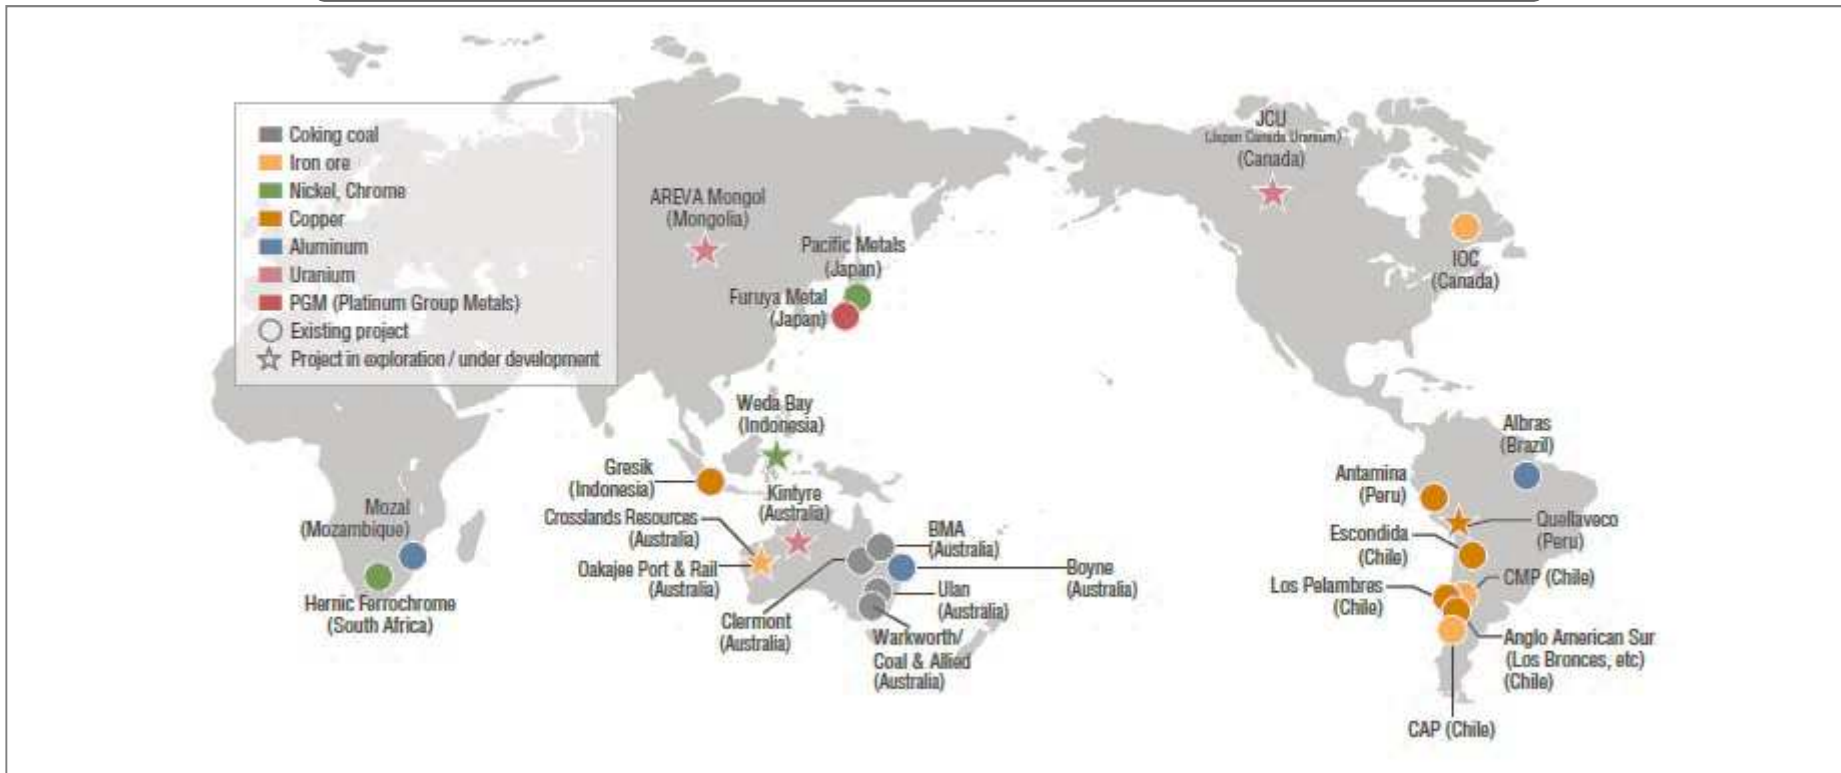 Coking coal
Iron ore
Nickel, Chrome
Copper
Aluminum
Uranium
PGM (Platinum Group Metals)
Existing project
Project in exploration / under development
AREVA Mongol
(Mongolia)
Pacific Metals
(Japan)
Furuya Metal
(Japan)
JCU
(Japan Canada Uranium)
(Canada)
IOC
(Canada)
Weda Bay
(Indonesia)
Gresik
(Indonesia)
Kintyre
(Australia)
Crosslands Resources
(Australia)
Oakajee Port & Rail
(Australia)
Mozal
(Mozambique)
Hernic Ferrochrome
(South Africa)
BMA
(Australia)
Boyne
(Australia)
Ulan
(Australia)
Clermont
(Australia)
Warkworth/
Coal & Allied
(Australia)
Albras
(Brazil)
Antamina
(Peru)
Quellaveco
(Peru)
Escondida
(Chile)
CMP (Chile)
Los Pelambres
(Chile)
Anglo American Sur
(Los Bronces, etc)
(Chile)
CAP (Chile)